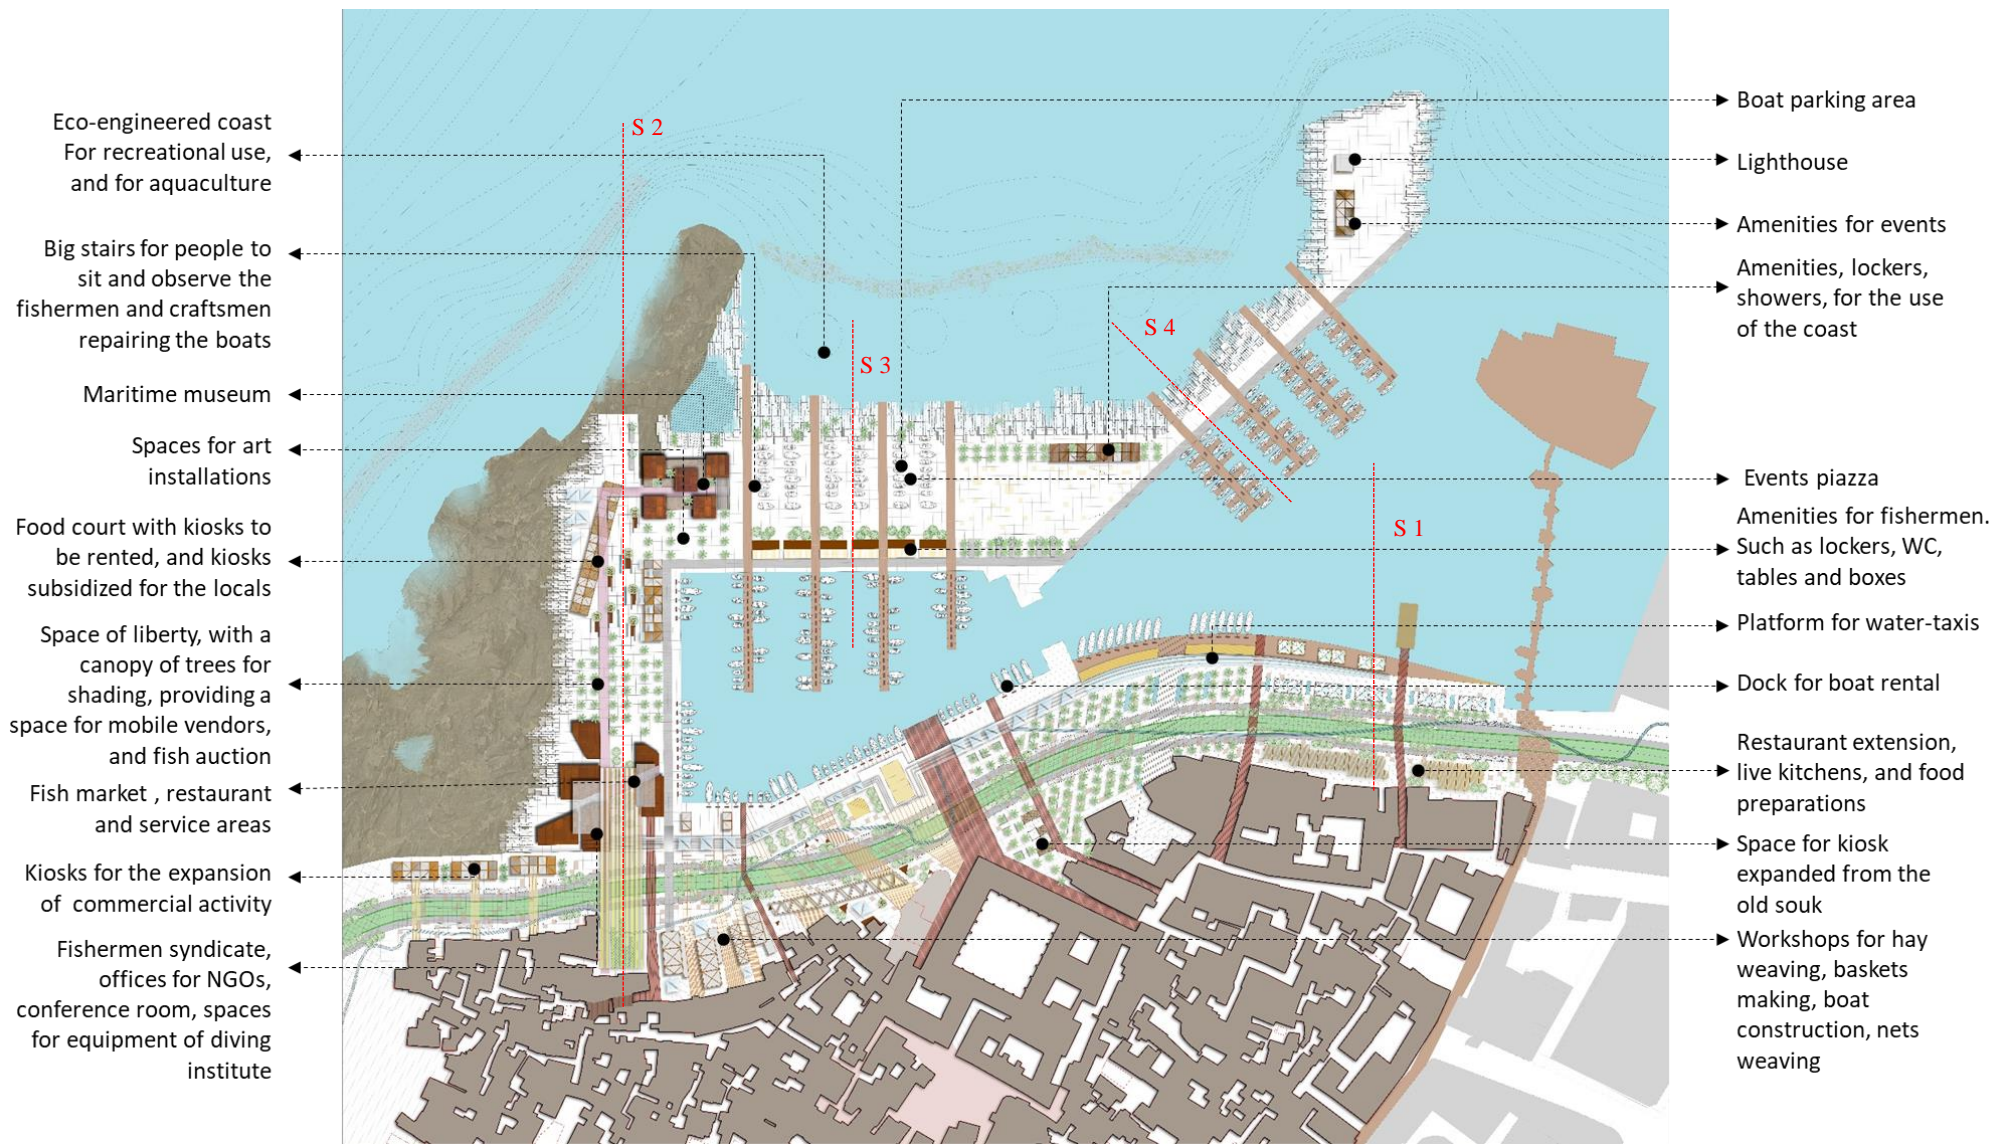 Eco-engineered coast
For recreational use,
and for aquaculture
Big stairs for people to
sit and observe the
fishermen and craftsmen
repairing the boats
Maritime museum
Spaces for art
installations
Food court with kiosks to
be rented, and kiosks
subsidized for the locals
Space of liberty, with a
canopy of trees for
shading, providing a
space for mobile vendors,
and fish auction
Fish market , restaurant
and service areas
Kiosks for the expansion
of commercial activity
Fishermen syndicate,
offices for NGOs,
conference room, spaces
for equipment of diving
institute
S 2
S 3
S 4
S 1
Boat parking area
Lighthouse
Amenities for events
Amenities, lockers,
showers, for the use
of the coast
Events piazza
Amenities for fishermen.
Such as lockers, WC,
tables and boxes
Platform for water-taxis
Dock for boat rental
Restaurant extension,
live kitchens, and food
preparations
Space for kiosk
expanded from the
old souk
Workshops for hay
weaving, baskets
making, boat
construction, nets
weaving